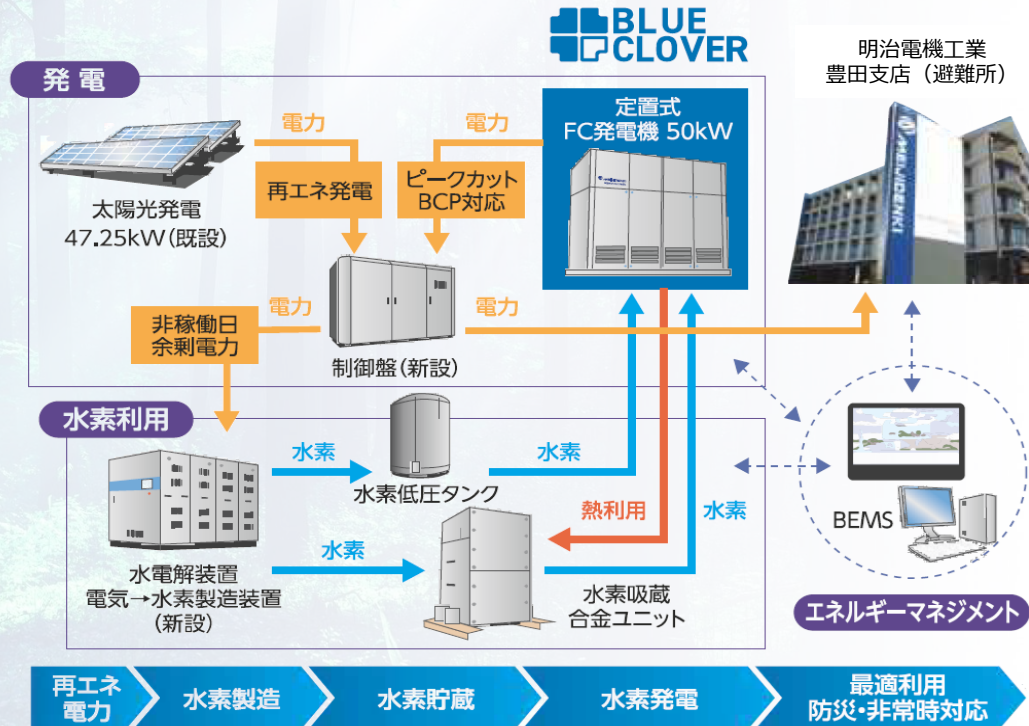 BLUE
CLOVER
明治電機工業
豊田支店（避難所）
発電
定置式
FC発電機 50kW
電力
電力
再エネ発電
ピークカット
BCP対応
太陽光発電
47.25kW(既設)
MEIJIDENKI
電力
電力
非稼働日
余剰電力
制御盤(新設)
水素利用
水素
水素
水素低圧タンク
熱利用
水素
BEMS
水素
水電解装置
電気→水素製造装置
(新設)
水素吸蔵
合金ユニット
エネルギーマネジメント
再エネ
電力
水素製造
水素貯蔵
水素発電
最適利用
防災・非常時対応